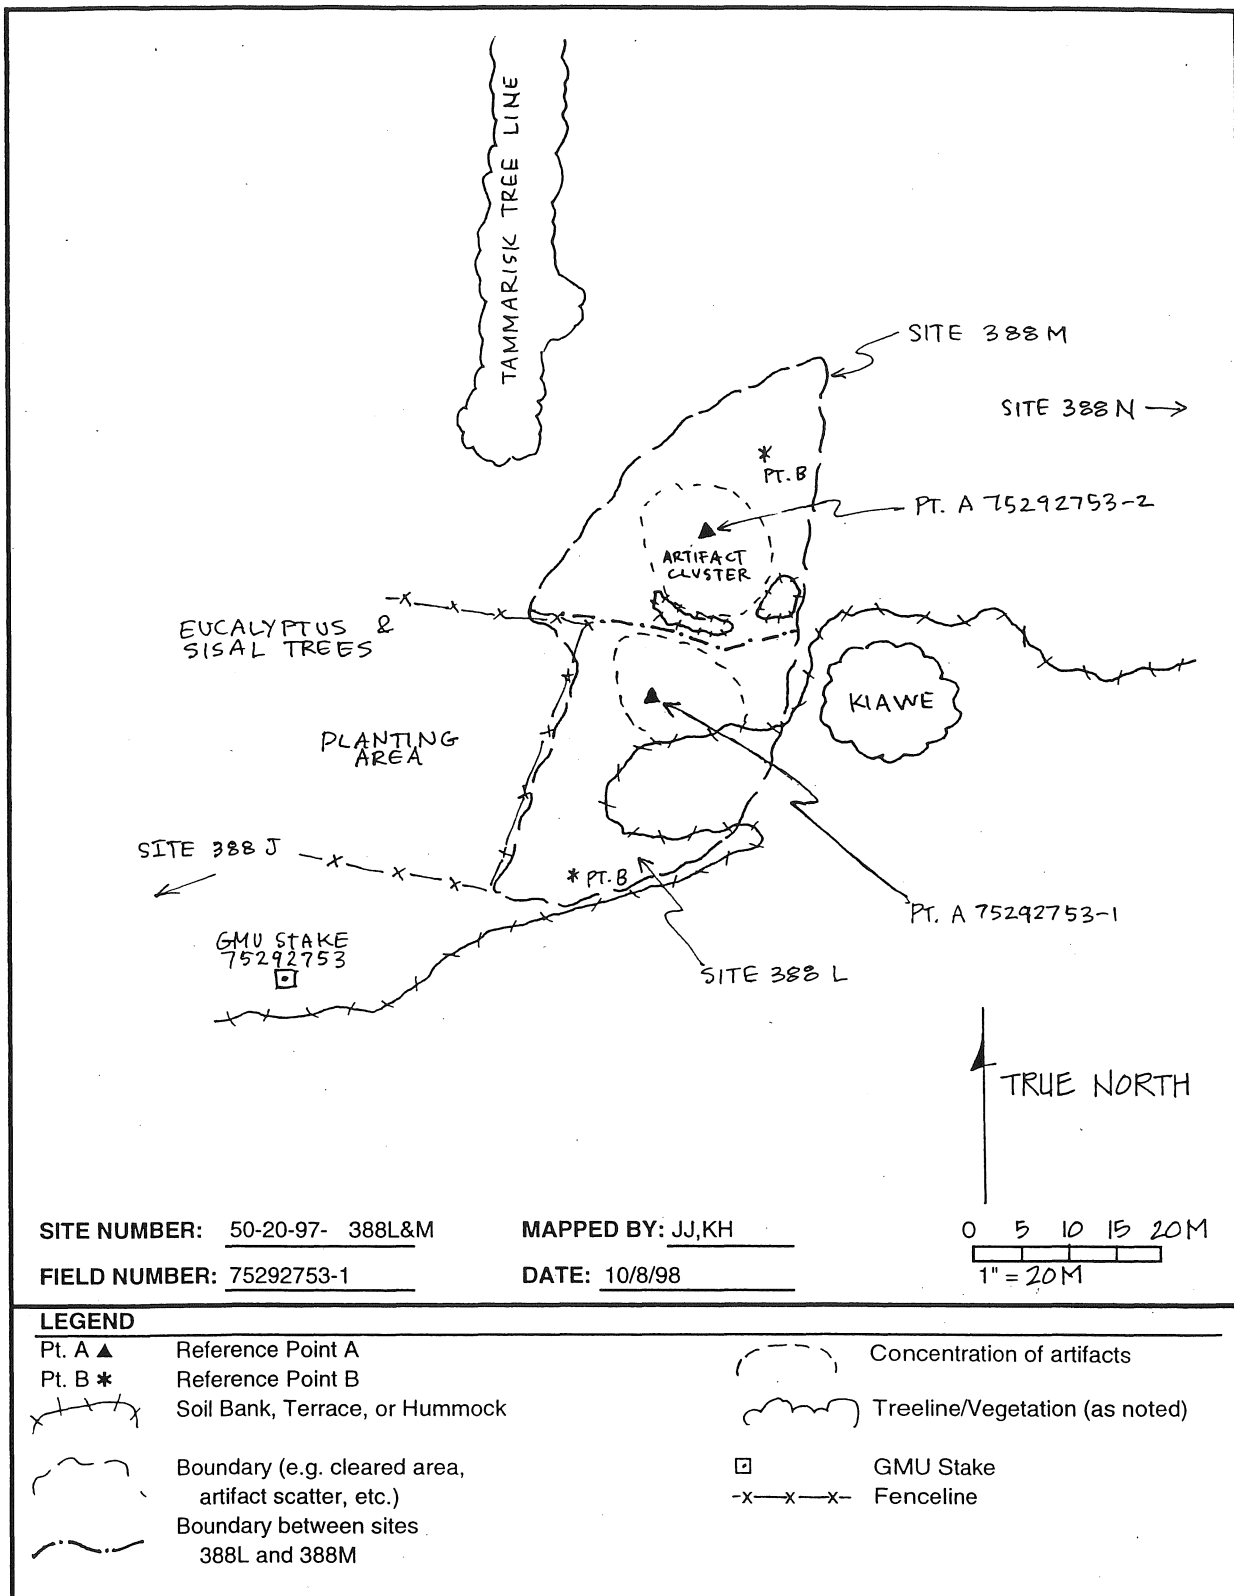 TAMMARISK TREE LINE
SITE 388M
SITE 388N →
* PT. B
PT. A 75292753-2
ARTIFACT
CLUSTER
EUCALYPTUS &
SISAL TREES
KIAWE
PLANTING
AREA
SITE 388 J
* PT. B
PT. A 75292753-1
GMU STAKE
75292753
SITE 388 L
TRUE NORTH
SITE NUMBER: 50-20-97- 388L&M
MAPPED BY: JJ,KH
0 5 10 15 20M
FIELD NUMBER: 75292753-1
DATE: 10/8/98
1" = 20M
LEGEND
Pt. A ▲ Reference Point A
Pt. B * Reference Point B
Soil Bank, Terrace, or Hummock
Boundary (e.g. cleared area,
artifact scatter, etc.)
Boundary between sites
388L and 388M
Concentration of artifacts
Treeline/Vegetation (as noted)
GMU Stake
-x—x—x- Fenceline